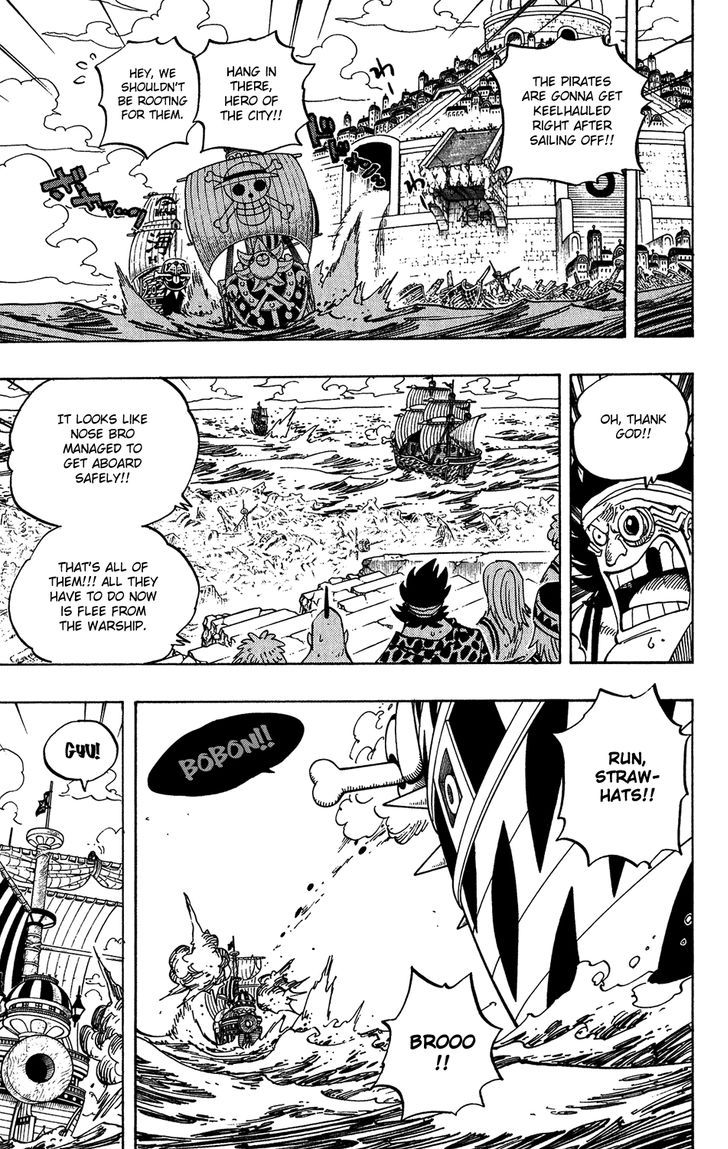 THE PIRATES
ARE GONNA GET
KEELHAULLED
RIGHT AFTER
SAILING OFF!!
HANG IN
THERE,
HERO OF
THE CITY!!
HEY, WE
SHOULDN'T
BE ROOTING
FOR THEM.
OH, THANK
GOD!!
IT LOOKS LIKE
NOSE BRO
MANAGED TO
GET ABOARD
SAFELY!!
THAT'S ALL OF
THEM!!! ALL THEY
HAVE TO DO NOW
IS FLEE FROM
THE WARSHIP.
RUN,
STRAW-
HATS!!
BOBON!!
BROOO
!!
GUU!